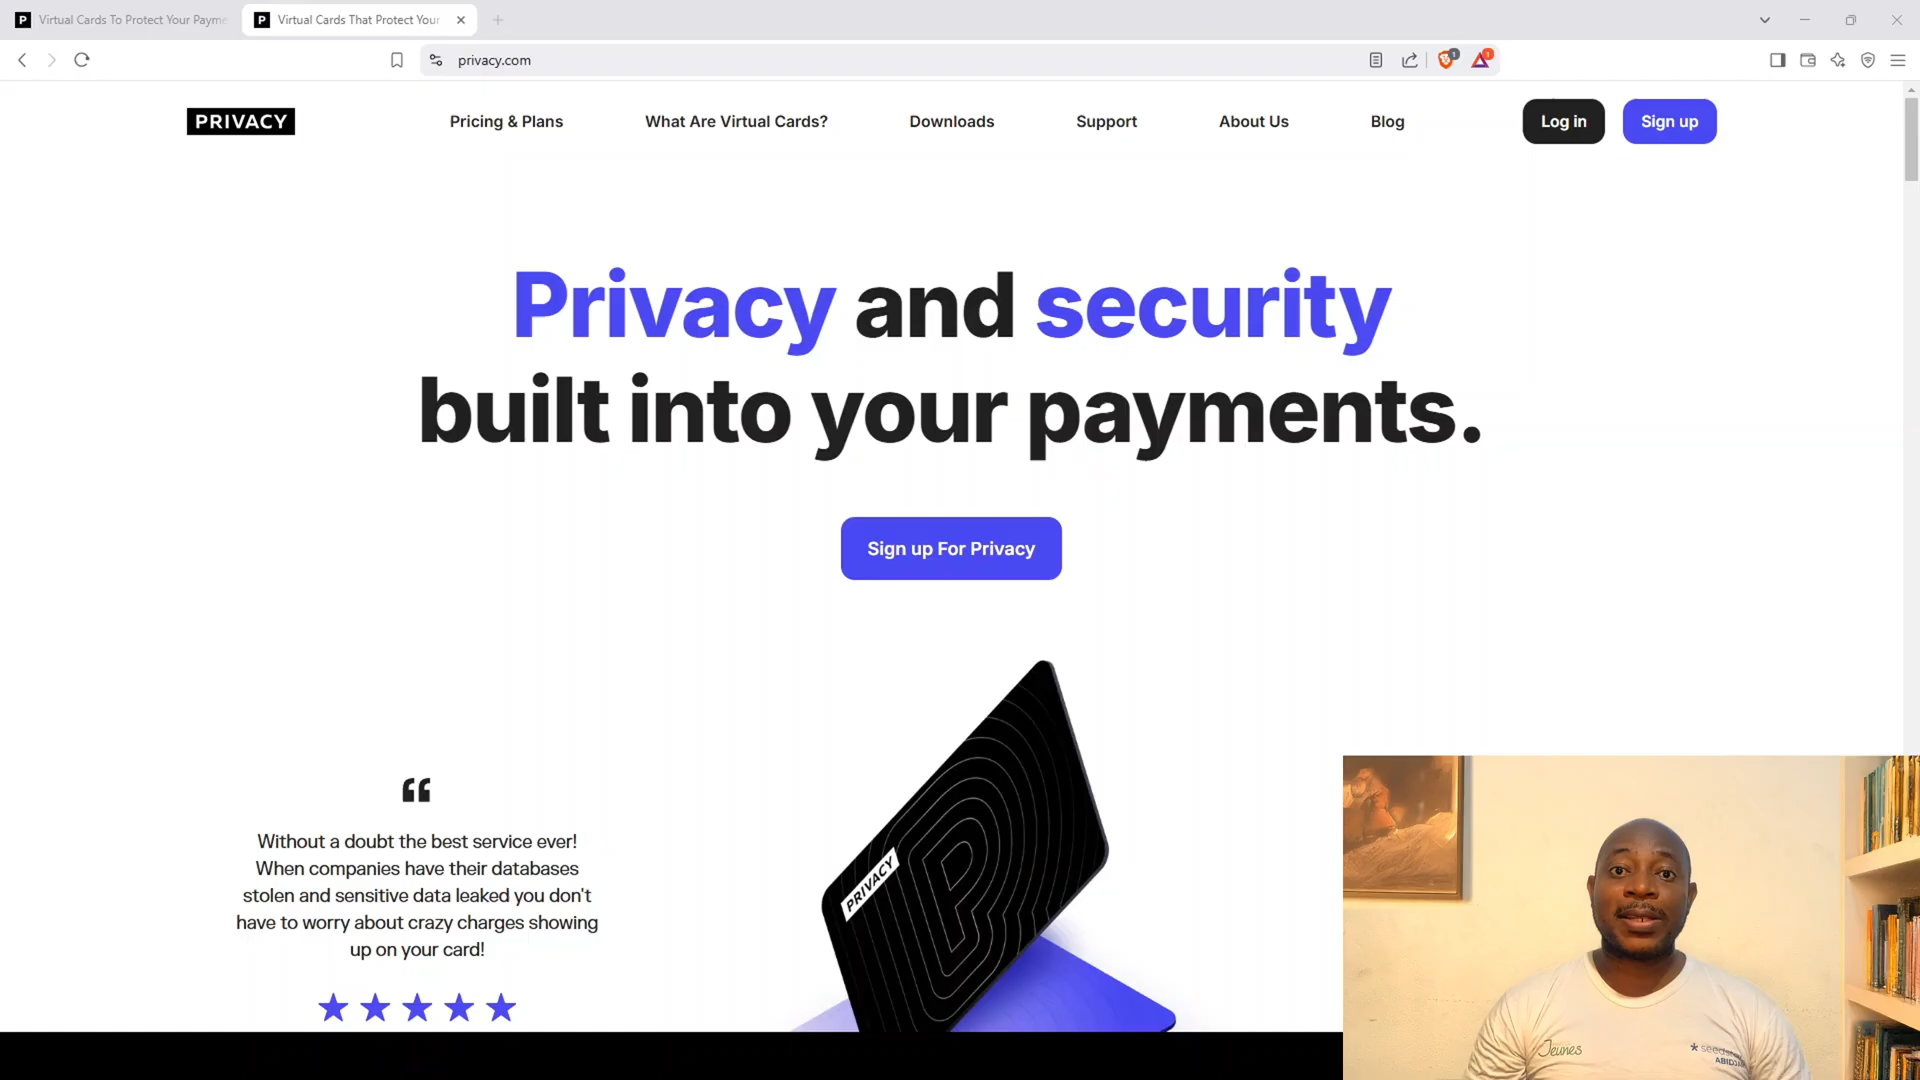 Virtual Cards To Protect Your Payme
Virtual Cards That Protect Your
privacy.com
1
1
PRIVACY
Pricing & Plans
What Are Virtual Cards?
Downloads
Support
About Us
Blog
Log in
Sign up
Privacy and security
built into your payments.
Sign up For Privacy
PRIVACY
“
Without a doubt the best service ever!
When companies have their databases
stolen and sensitive data leaked you don't
have to worry about crazy charges showing
up on your card!
Jeunes